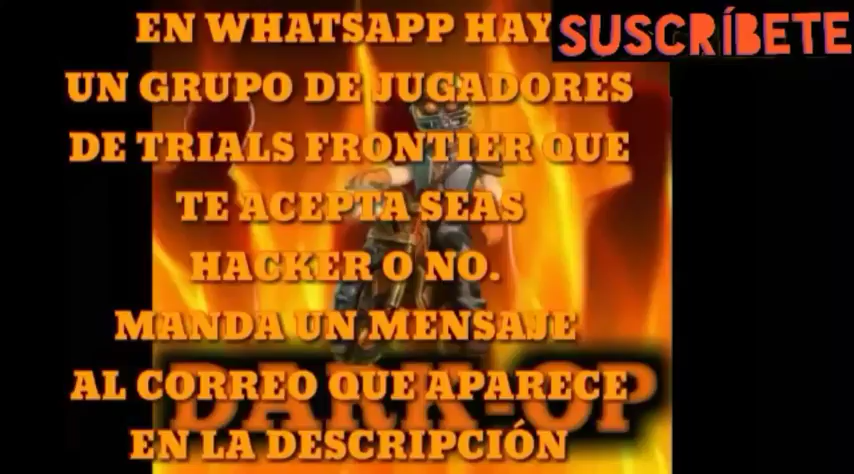 EN WHATSAPP HAY
SUSCRÍBETE
UN GRUPO DE JUGADORES
DE TRIALS FRONTIER QUE
TE ACEPTA SEAS
HACKER O NO.
MANDA UN MENSAJE
AL CORREO QUE APARECE
DARK-OP
EN LA DESCRIPCIÓN